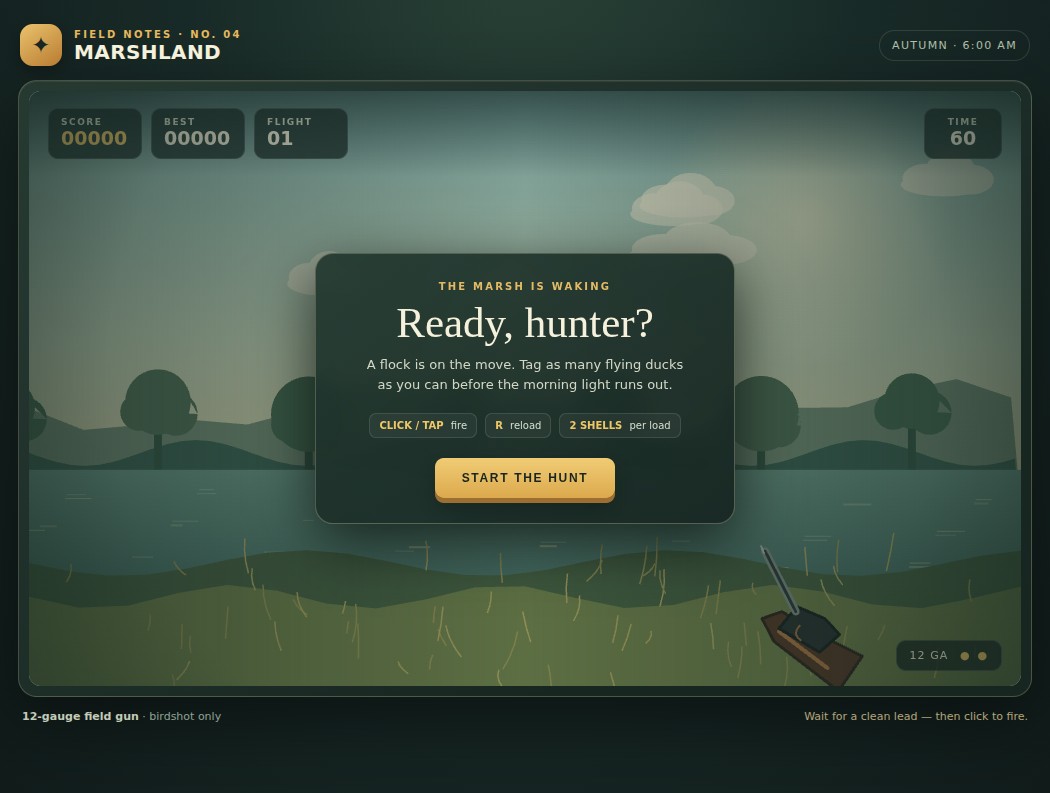 FIELD NOTES · NO. 04
MARSHLAND
AUTUMN · 6:00 AM
SCORE
00000
BEST
00000
FLIGHT
01
TIME
60
THE MARSH IS WAKING
Ready, hunter?
A flock is on the move. Tag as many flying ducks
as you can before the morning light runs out.
CLICK / TAP fire
R reload
2 SHELLS per load
START THE HUNT
12 GA
12-gauge field gun · birdshot only
Wait for a clean lead — then click to fire.